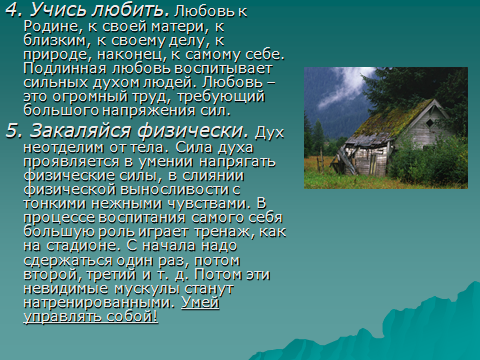 4. Учись любить. Любовь к
Родине, к своей матери, к
близким, к своему делу, к
природе, наконец, к самому себе.
Подлинная любовь воспитывает
сильных духом людей. Любовь –
это огромный труд, требующий
большого напряжения сил.
5. Закаляйся физически. Дух
неотделим от тела. Сила духа
проявляется в умении напрягать
физические силы, в слиянии
физической выносливости с
тонкими нежными чувствами. В
процессе воспитания самого себя
большую роль играет тренаж, как
на стадионе. С начала надо
сдержаться один раз, потом
второй, третий и т. д. Потом эти
невидимые мускулы станут
натренированными. Умей
управлять собой!